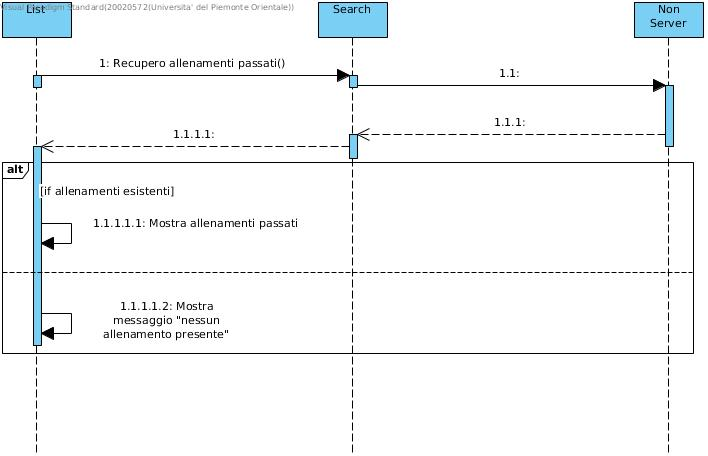 Visual Paradigm Standard(20020572(Universita' del Piemonte Orientale))
List
Search
Non
Server
1: Recupero allenamenti passati()
1.1:
1.1.1:
1.1.1.1:
alt
[if allenamenti esistenti]
1.1.1.1.1: Mostra allenamenti passati
1.1.1.1.2: Mostra
messaggio "nessun
allenamento presente"